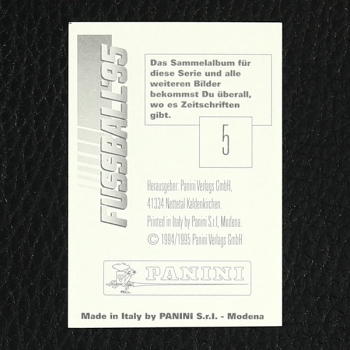 FUSSBALL'95
Das Sammelalbum für
diese Serie und alle
weiteren Bilder
bekommst Du überall,
wo es Zeitschriften
gibt.
5
Herausgeber: Panini Verlags GmbH,
41334 Nettetal Kaldenkirchen.
Printed in Italy by Panini S.r.l., Modena.
© 1994/1995 Panini Verlags GmbH
PANINI
Made in Italy by PANINI S.r.l. - Modena